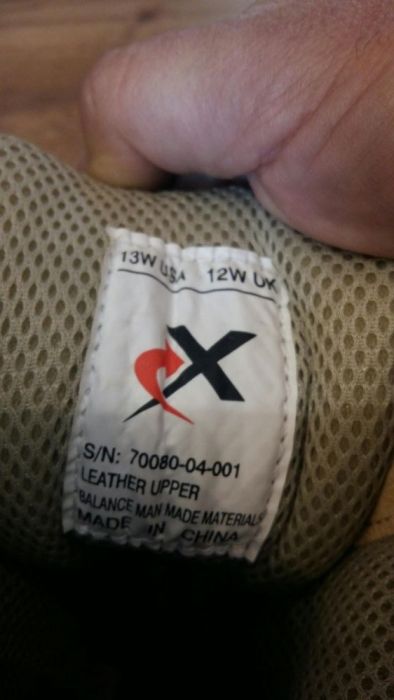 13W USA 12W UK
X
S/N: 70080-04-001
LEATHER UPPER
BALANCE MAN MADE MATERIALS
MADE IN CHINA